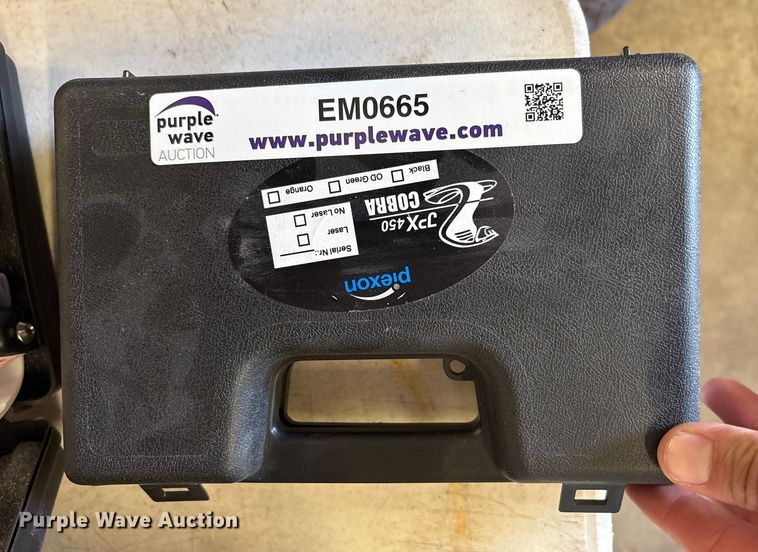 purple
wave
AUCTION
EM0665
www.purplewave.com
piexon
JPX 450
COBRA
Serial Nr.:
Laser
No Laser
Black
OD Green
Orange
Purple Wave Auction